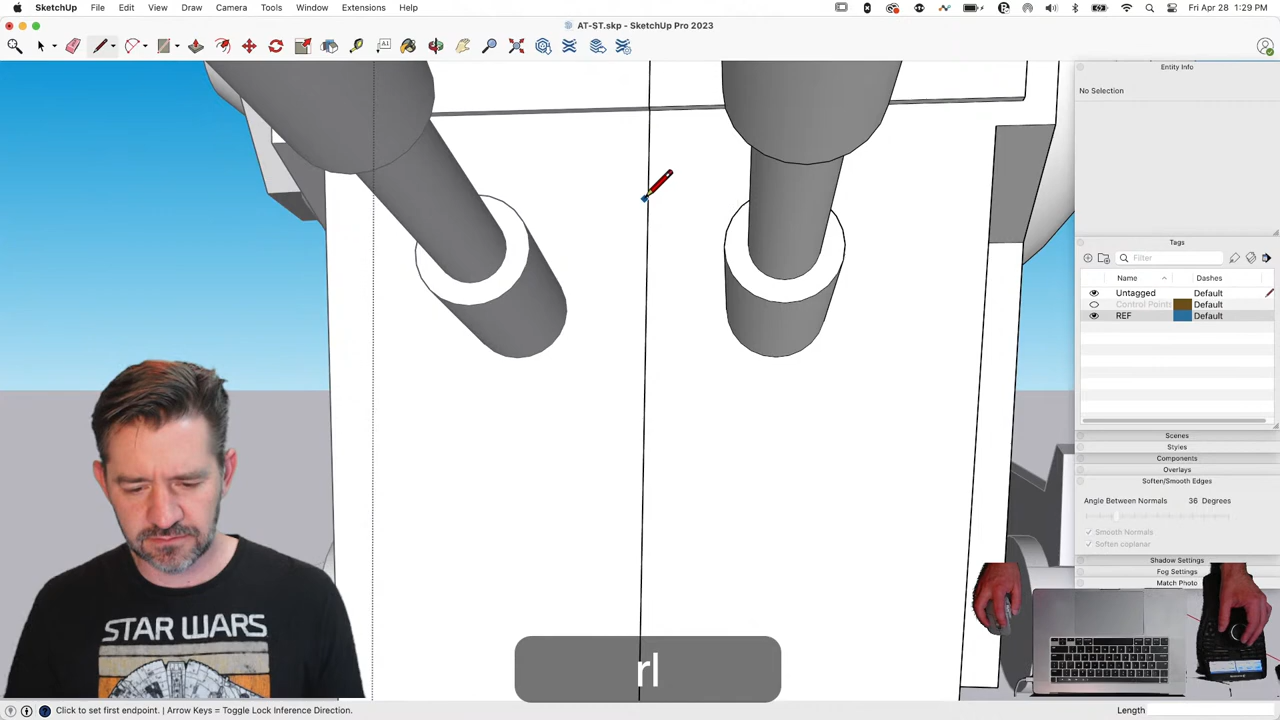 SketchUp File Edit View Draw Camera Tools Window Extensions Help
Fri Apr 28 1:29 PM
AT-ST.skp - SketchUp Pro 2023
Entity Info
No Selection
Tags
Filter
Name Dashes
Untagged Default
Control Points Default
REF Default
Scenes
Styles
Components
Overlays
Soften/Smooth Edges
Angle Between Normals 36 Degrees
Smooth Normals
Soften coplanar
Shadow Settings
Fog Settings
Match Photo
STAR WARS
rl
Click to set first endpoint. | Arrow Keys = Toggle Lock Inference Direction.
Length